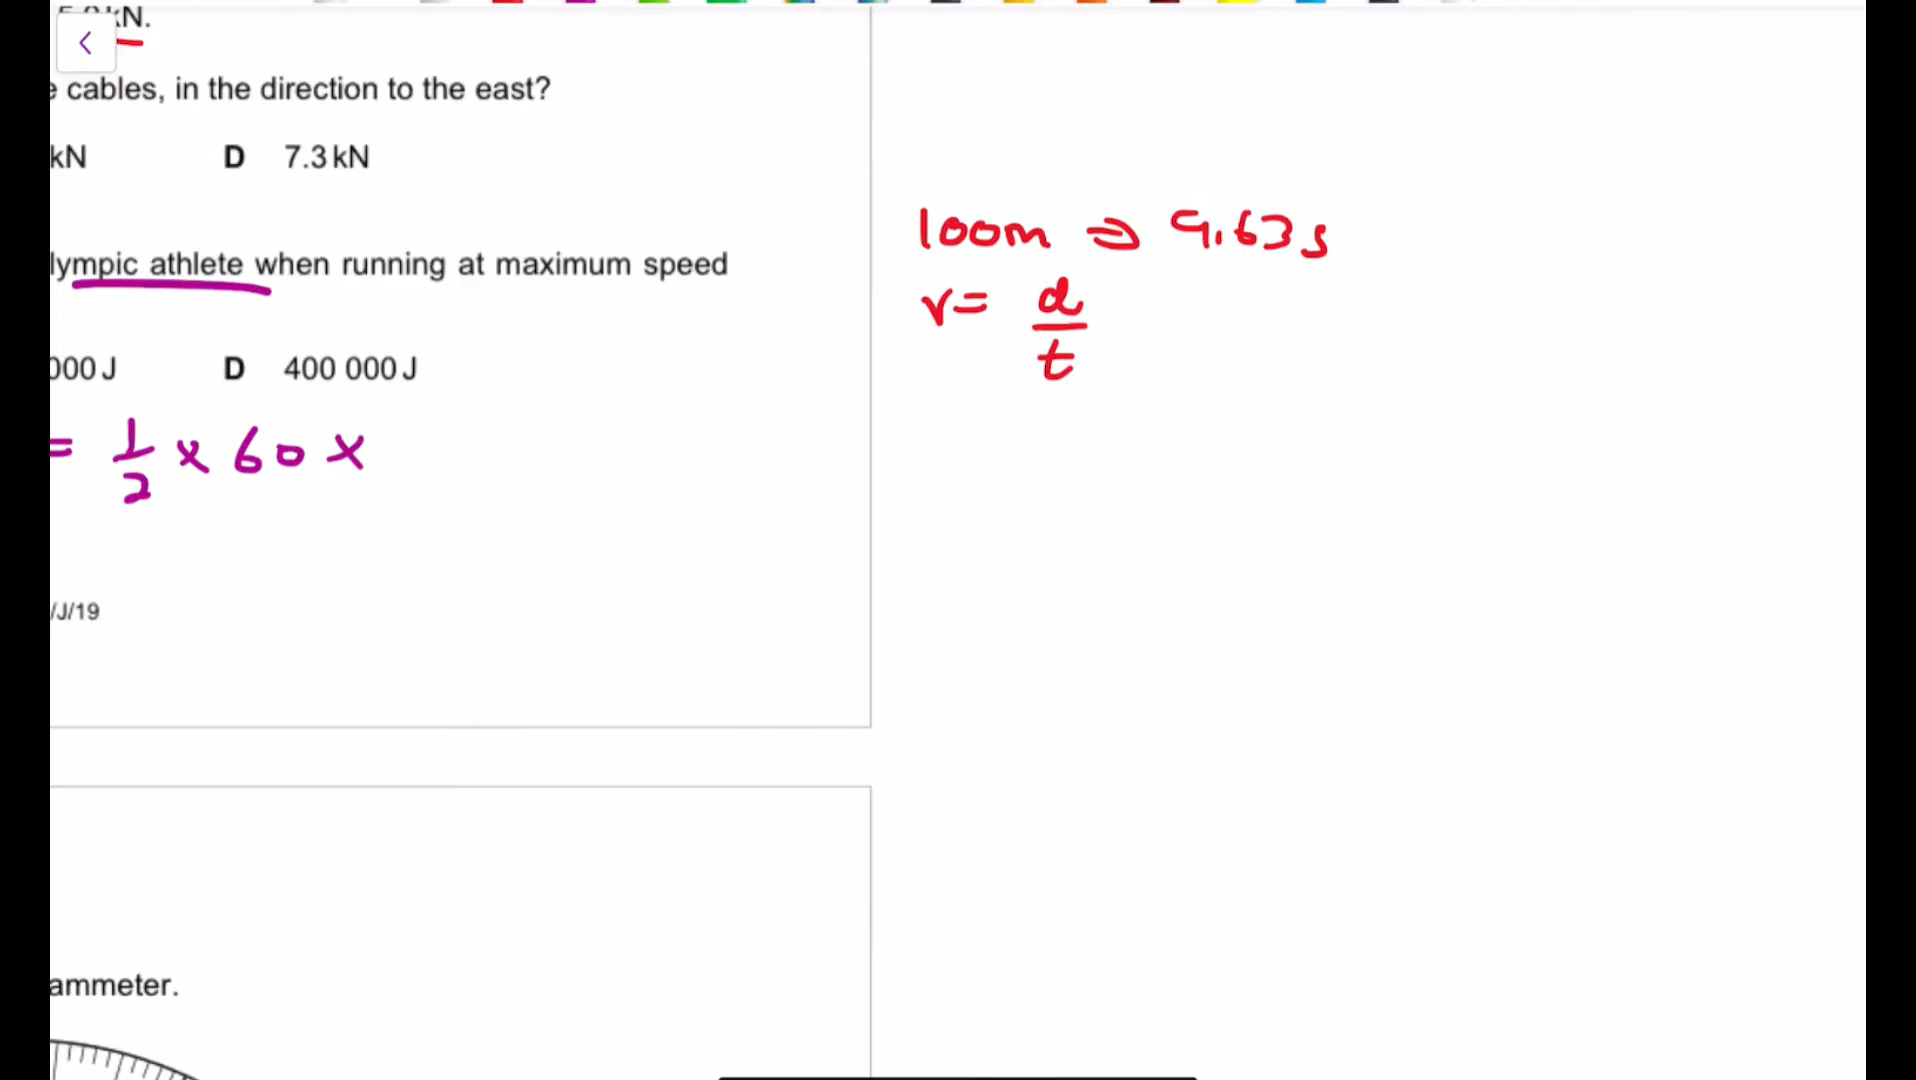 kN.
cables, in the direction to the east?
kN D 7.3 kN
100m ⇒ 9.63s
lympic athlete when running at maximum speed
v = d
t
000 J D 400 000 J
= 1/2 × 60 ×
/J/19
ammeter.